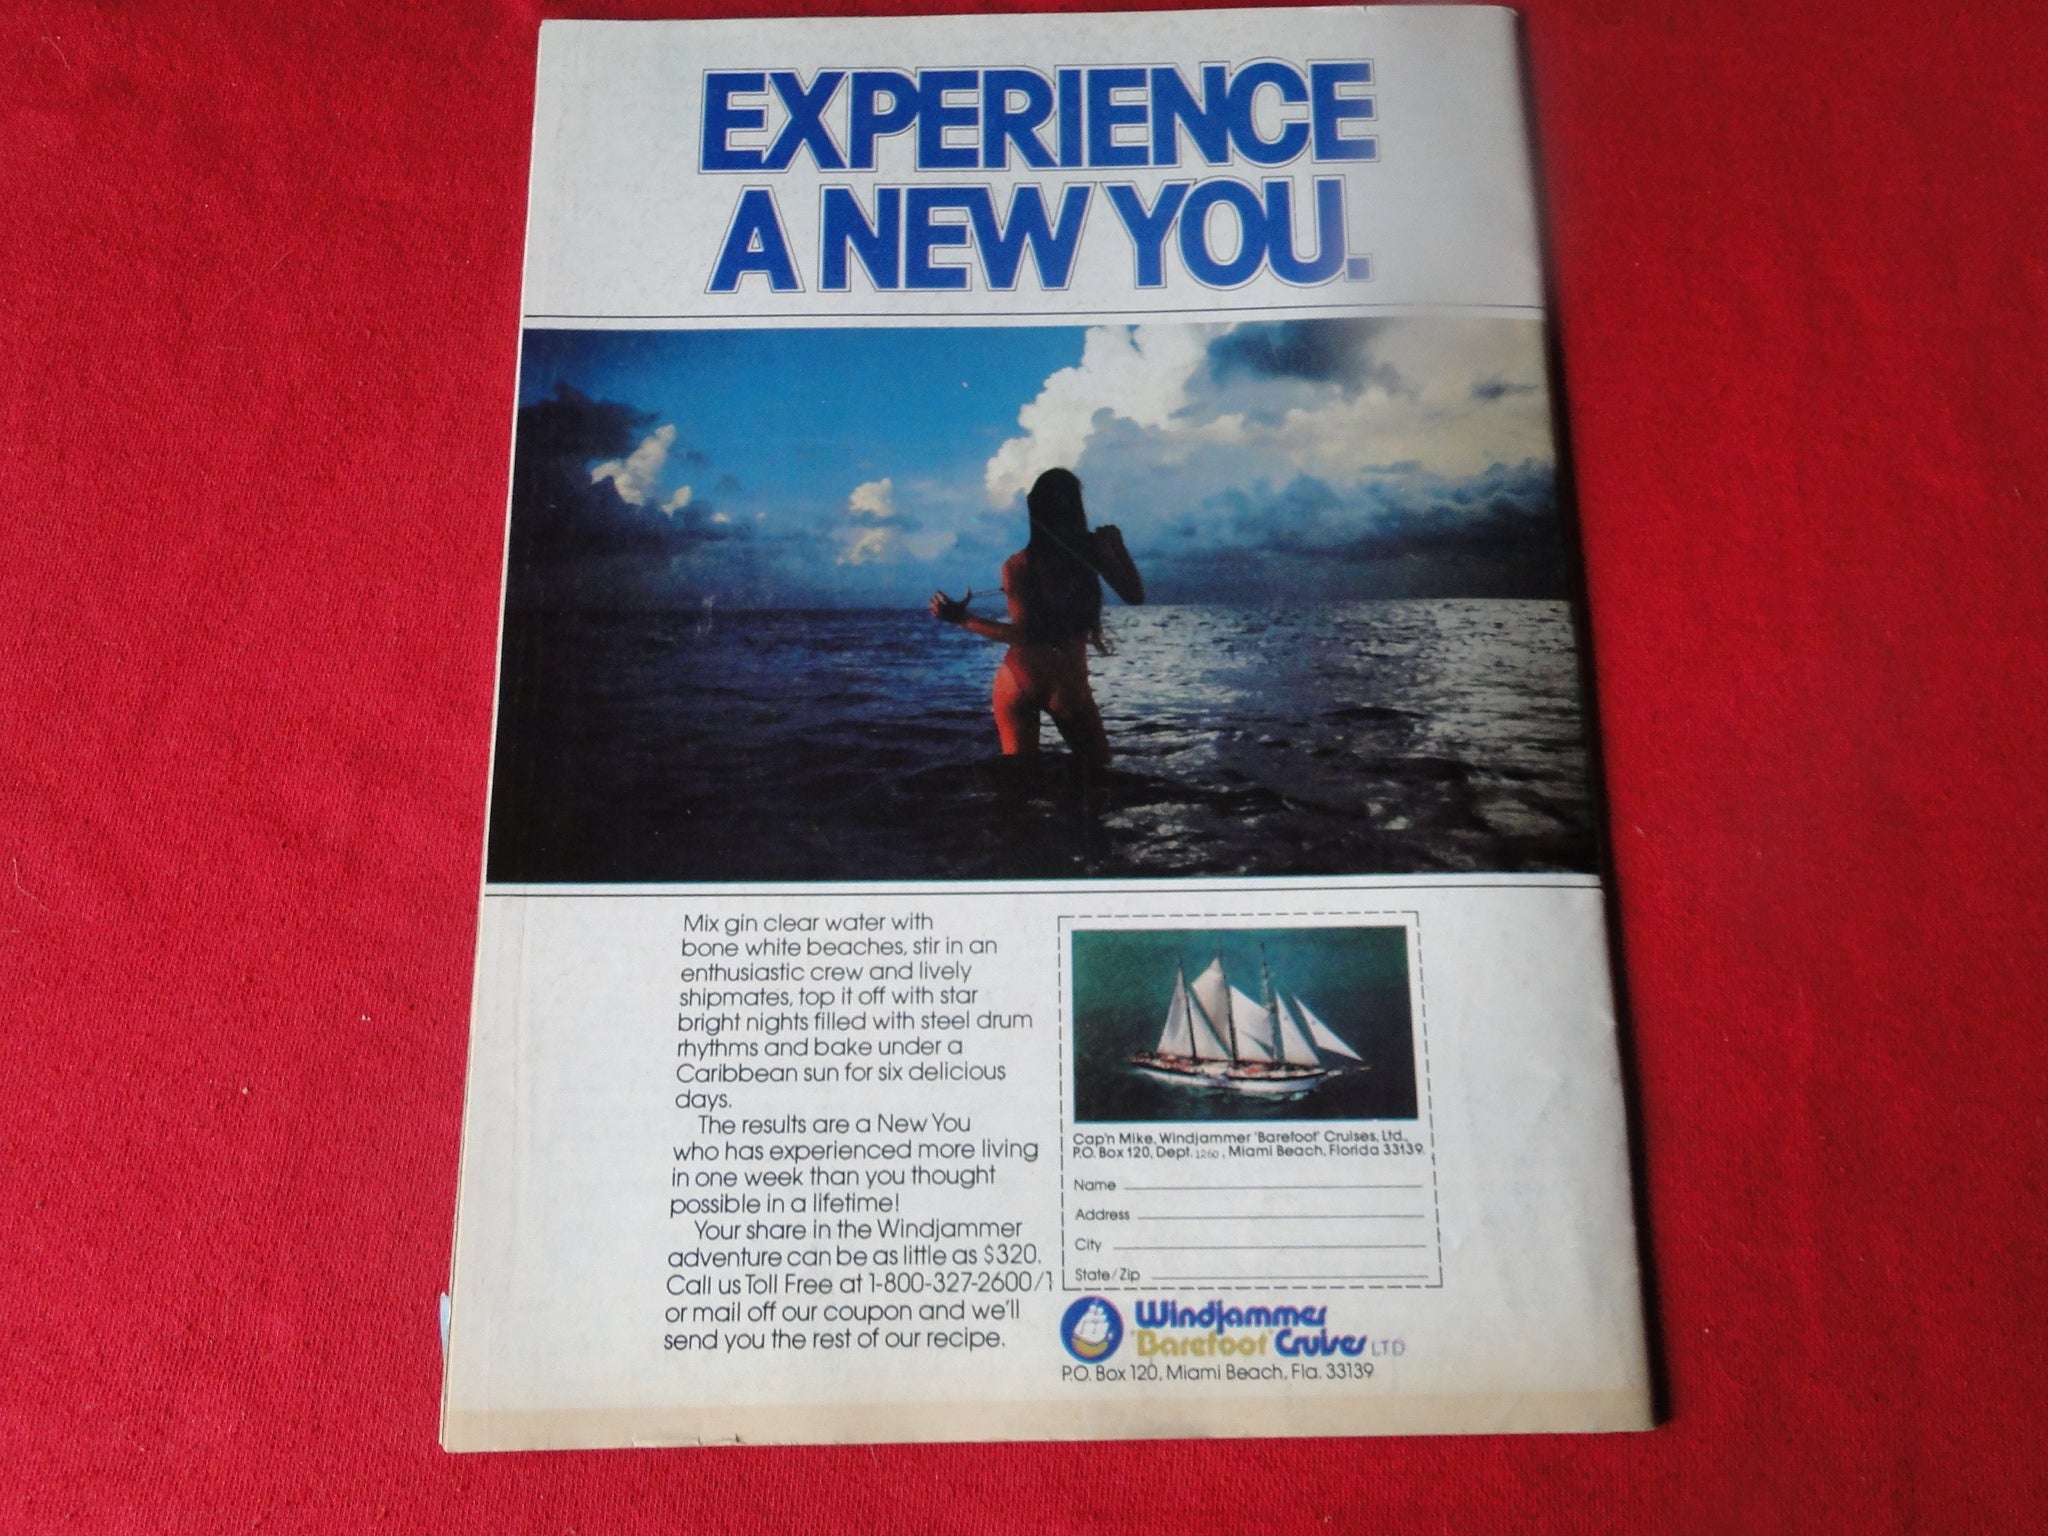 EXPERIENCE
A NEW YOU.
Mix gin clear water with
bone white beaches, stir in an
enthusiastic crew and lively
shipmates, top it off with star
bright nights filled with steel drum
rhythms and bake under a
Caribbean sun for six delicious
days.
The results are a New You
who has experienced more living
in one week than you thought
possible in a lifetime!
Your share in the Windjammer
adventure can be as little as $320.
Call us Toll Free at 1-800-327-2600/1
or mail off our coupon and we'll
send you the rest of our recipe.
Cap'n Mike, Windjammer 'Barefoot' Cruises, Ltd.,
P.O. Box 120, Dept. 1260, Miami Beach, Florida 33139.
Name
Address
City
State/Zip
Windjammer
'Barefoot' Cruises LTD
P.O. Box 120, Miami Beach, Fla. 33139